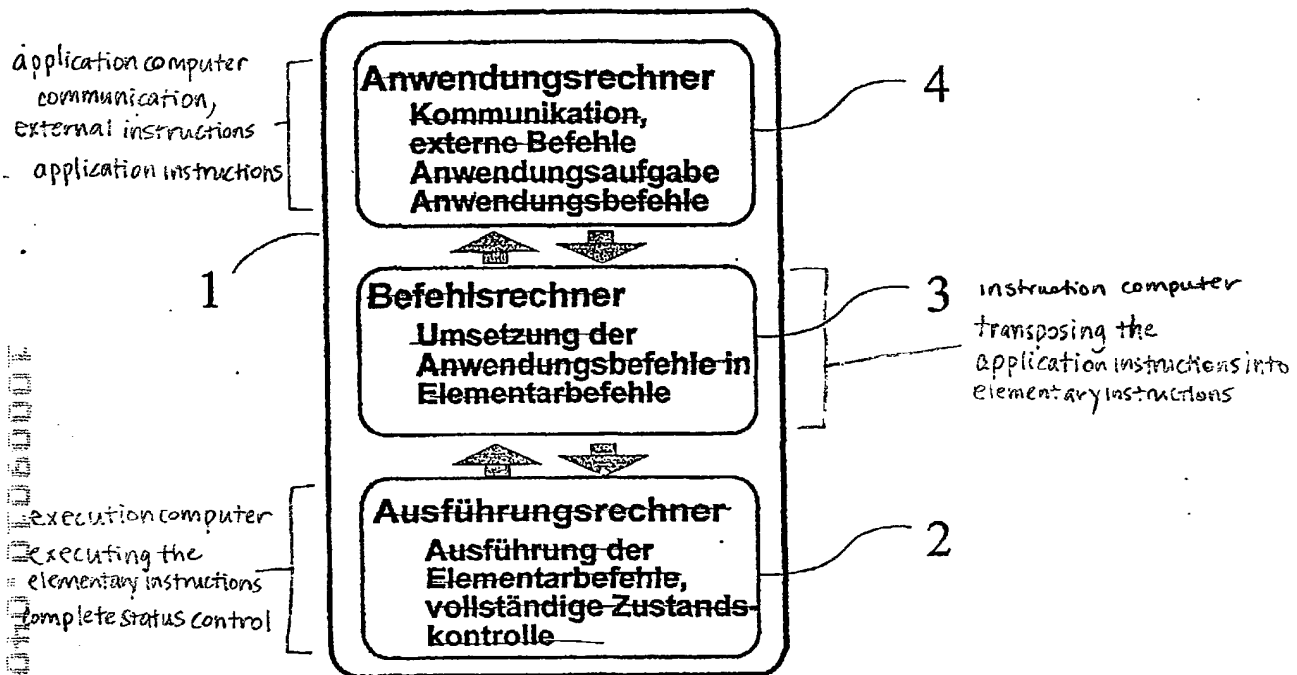 application computer
communication,
external instructions
application instructions
Anwendungsrechner
Kommunikation,
externe Befehle
Anwendungsaufgabe
Anwendungsbefehle
4
1
Befehlsrechner
Umsetzung der
Anwendungsbefehle in
Elementarbefehle
3
instruction computer
transposing the
application instructions into
elementary instructions
execution computer
executing the
elementary instructions
complete status control
Ausführungsrechner
Ausführung der
Elementarbefehle,
vollständige Zustands-
kontrolle
2